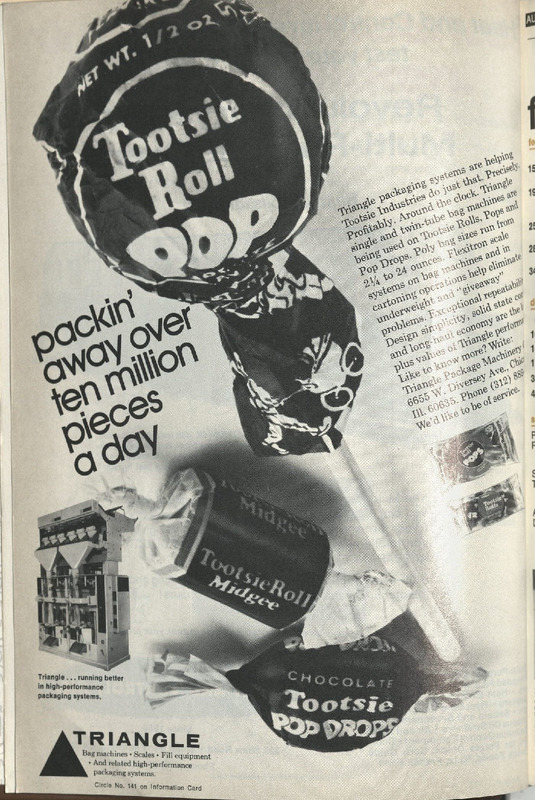 NET WT. 1/2 OZ
Tootsie
Roll
POP
Triangle packaging systems are helping
Tootsie Industries do just that. Precisely.
Profitably. Around the clock. Triangle
single and twin-tube bag machines are
being used on Tootsie Rolls, Pops and
Pop Drops. Poly bag sizes run from
2¼ to 24 ounces. Flexitron scale
systems on bag machines and in
cartoning operations help eliminate
underweight and "giveaway"
problems. Exceptional
Design simplicity, solid state
and long-haul economy are the
plus values of Triangle
Like to know more? Write:
Triangle Package Machinery
6655 W. Diversey Ave.,
Ill. 60635. Phone (312)
We'd like to be of service.
packin'
away over
ten million
pieces
a day
POPS
Tootsie
Rolls
Midgee
TootsieRoll
Midgee
CHOCOLATE
Tootsie
POP DROPS
Triangle . . . running better
in high-performance
packaging systems.
TRIANGLE
Bag machines • Scales • Fill equipment
• And related high-performance
packaging systems.
Circle No. 141 on Information Card